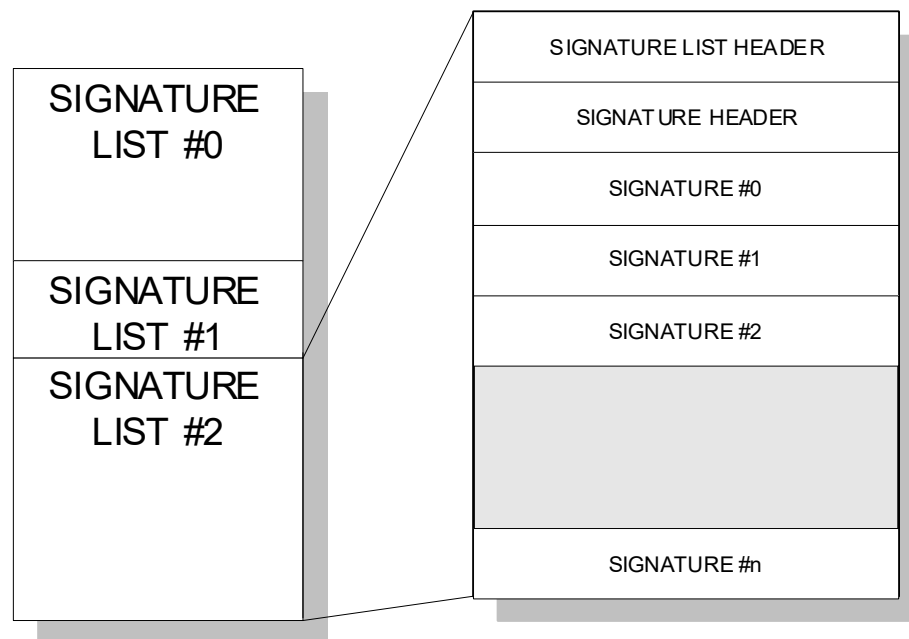 SIGNATURE
LIST #0
SIGNATURE
LIST #1
SIGNATURE
LIST #2
SIGNATURE LIST HEADER
SIGNATURE HEADER
SIGNATURE #0
SIGNATURE #1
SIGNATURE #2
SIGNATURE #n